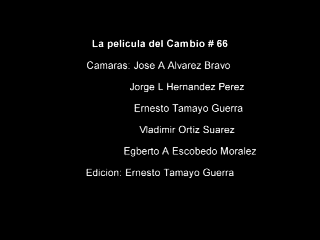 La pelicula del Cambio # 66
Camaras: Jose A Alvarez Bravo
Jorge L Hernandez Perez
Ernesto Tamayo Guerra
Vladimir Ortiz Suarez
Egberto A Escobedo Moralez
Edicion: Ernesto Tamayo Guerra